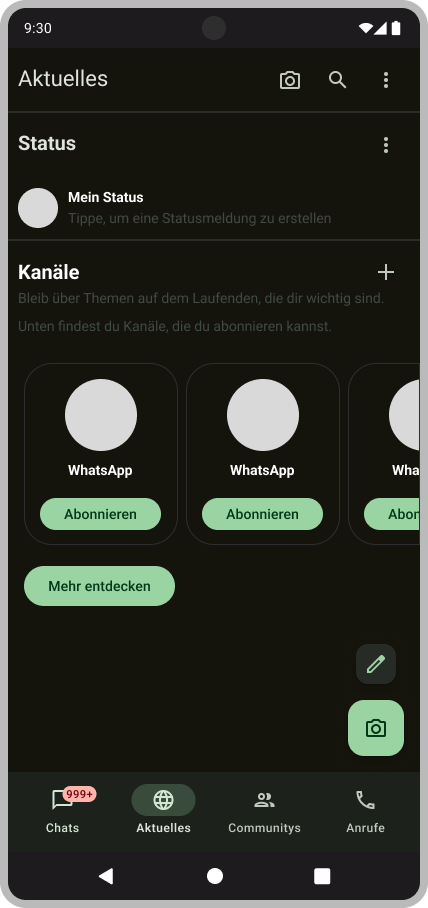 9:30
Aktuelles
Status
Mein Status
Tippe, um eine Statusmeldung zu erstellen
Kanäle
Bleib über Themen auf dem Laufenden, die dir wichtig sind.
Unten findest du Kanäle, die du abonnieren kannst.
WhatsApp WhatsApp Wha
Abonnieren Abonnieren Abon
Mehr entdecken
999+
Chats Aktuelles Communitys Anrufe